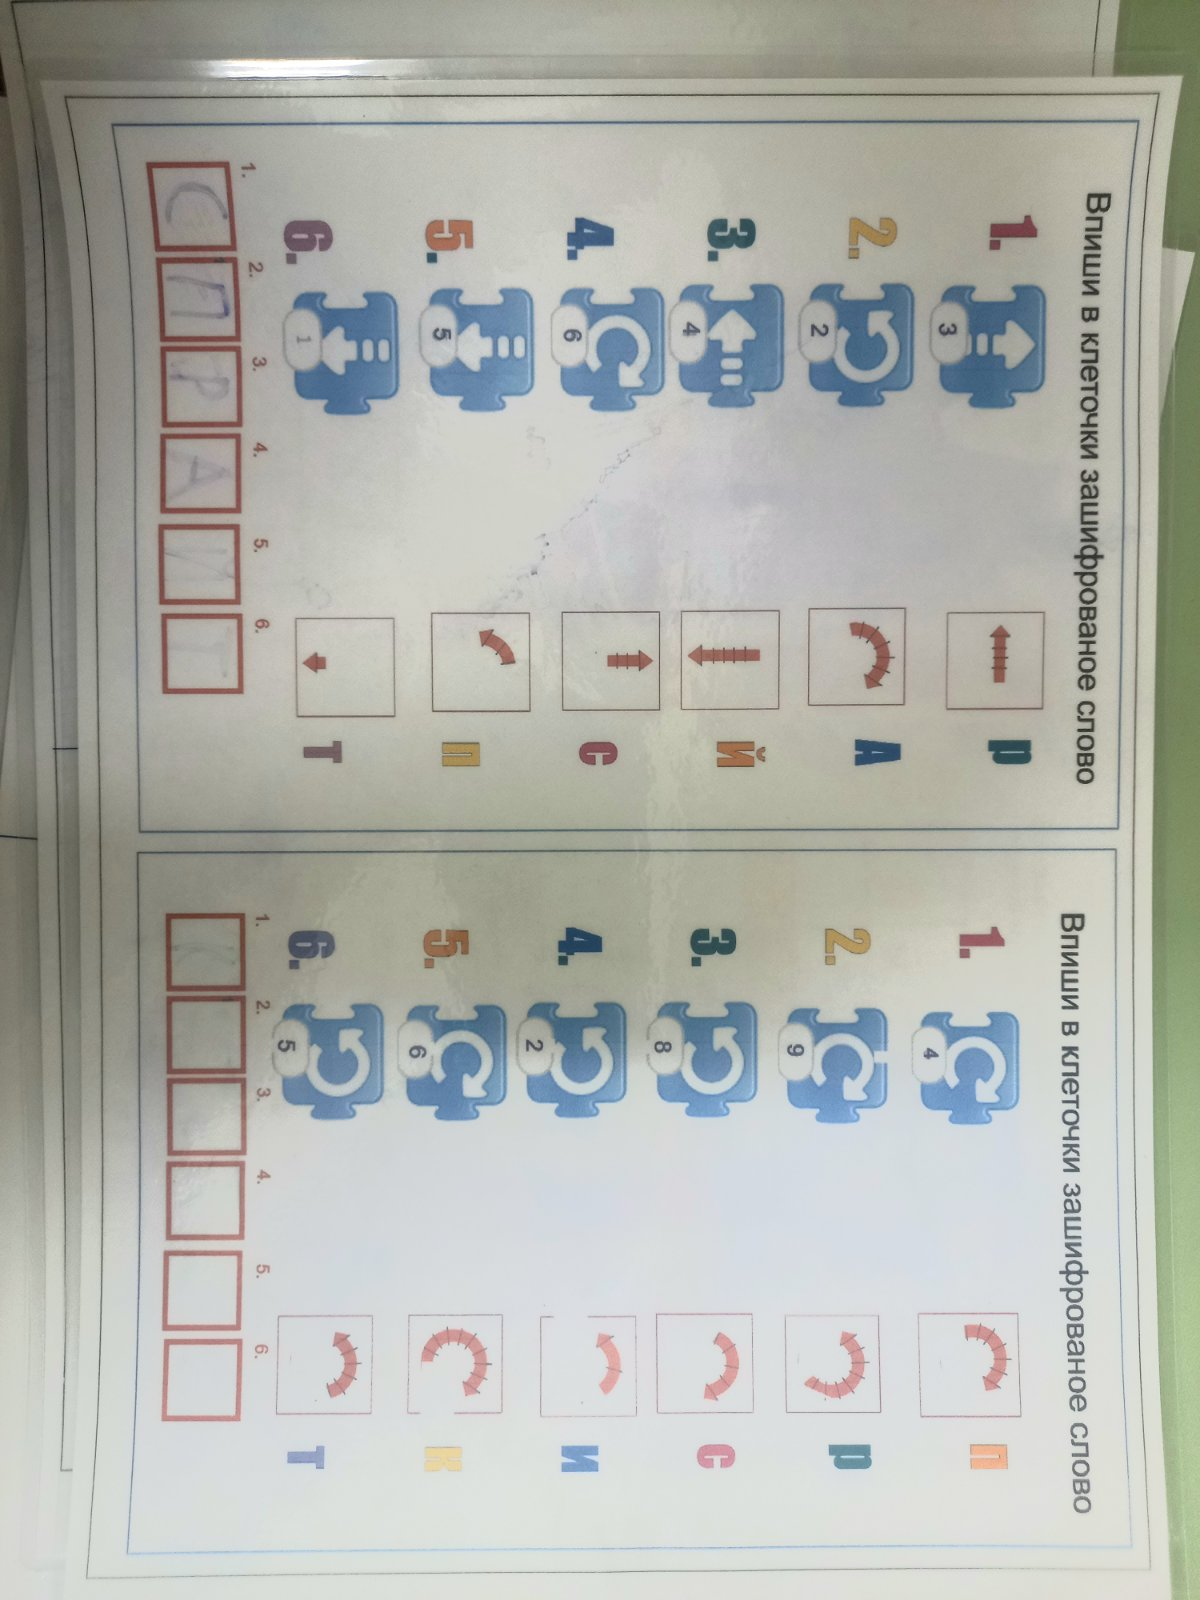 Впиши в клеточки зашифрованое слово
1. 3 Р
2. 2 А
3. 4 Й
4. 6 С
5. 5 П
6. 1 Т
1. 2. 3. 4. 5. 6.
С П Р А И Т
Впиши в клеточки зашифрованое слово
1. 4 П
2. 9 Р
3. 8 С
4. 2 И
5. 6 К
6. 5 Т
1. 2. 3. 4. 5. 6.
К